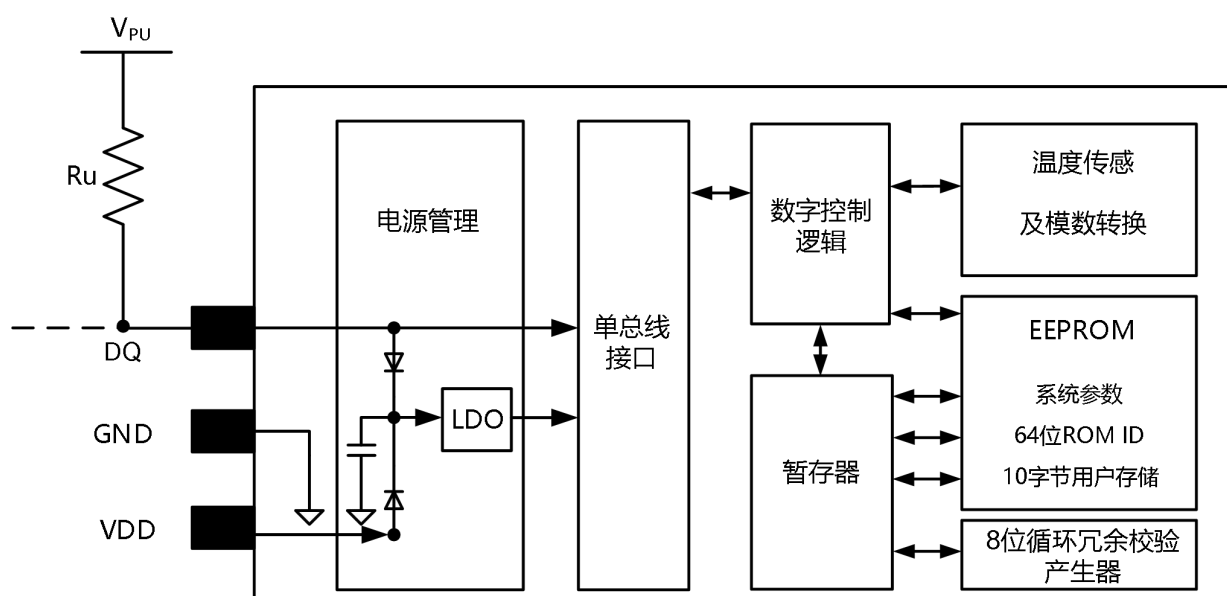 VPU
Ru
DQ
GND
VDD
电源管理
LDO
单总线
接口
数字控制
逻辑
暂存器
温度传感
及模数转换
EEPROM
系统参数
64位ROM ID
10字节用户存储
8位循环冗余校验
产生器